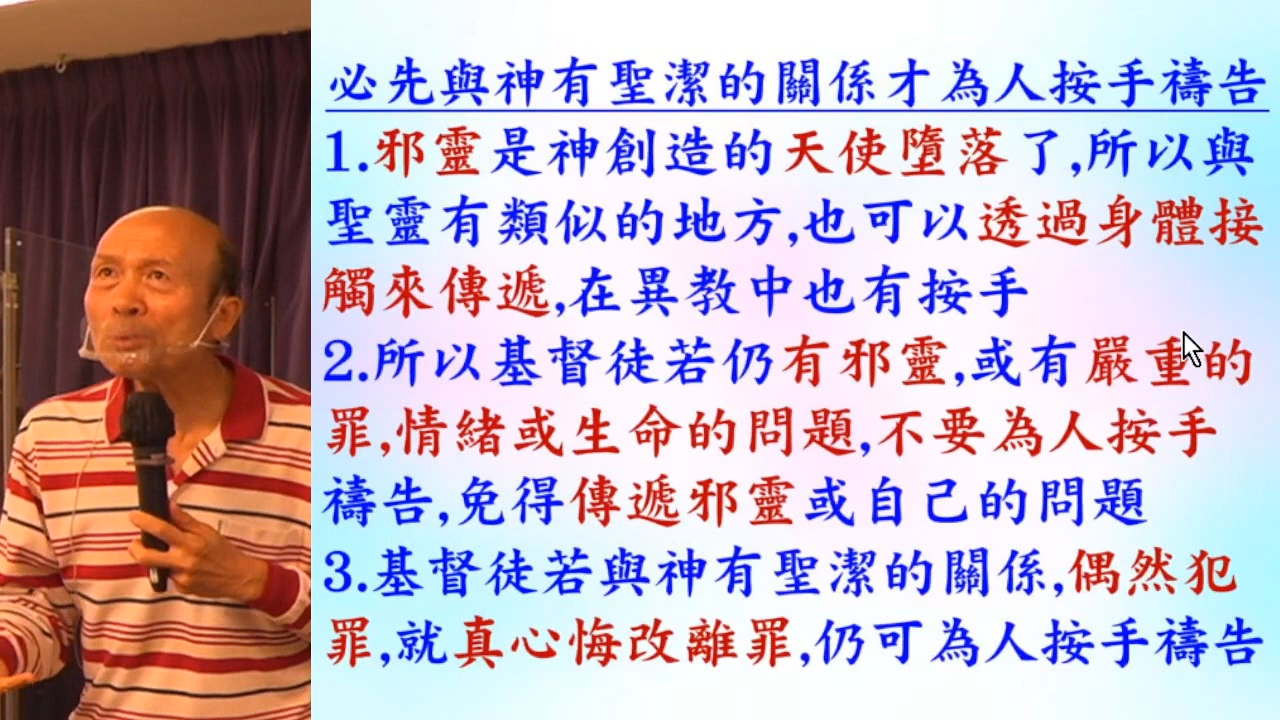 必先與神有聖潔的關係才為人按手禱告
1.邪靈是神創造的天使墮落了,所以與
聖靈有類似的地方,也可以透過身體接
觸來傳遞,在異教中也有按手
2.所以基督徒若仍有邪靈,或有嚴重的
罪,情緒或生命的問題,不要為人按手
禱告,免得傳遞邪靈或自己的問題
3.基督徒若與神有聖潔的關係,偶然犯
罪,就真心悔改離罪,仍可為人按手禱告